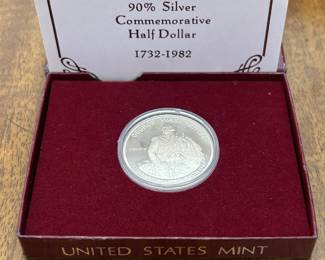 90% Silver
Commemorative
Half Dollar
1732-1982
UNITED STATES MINT